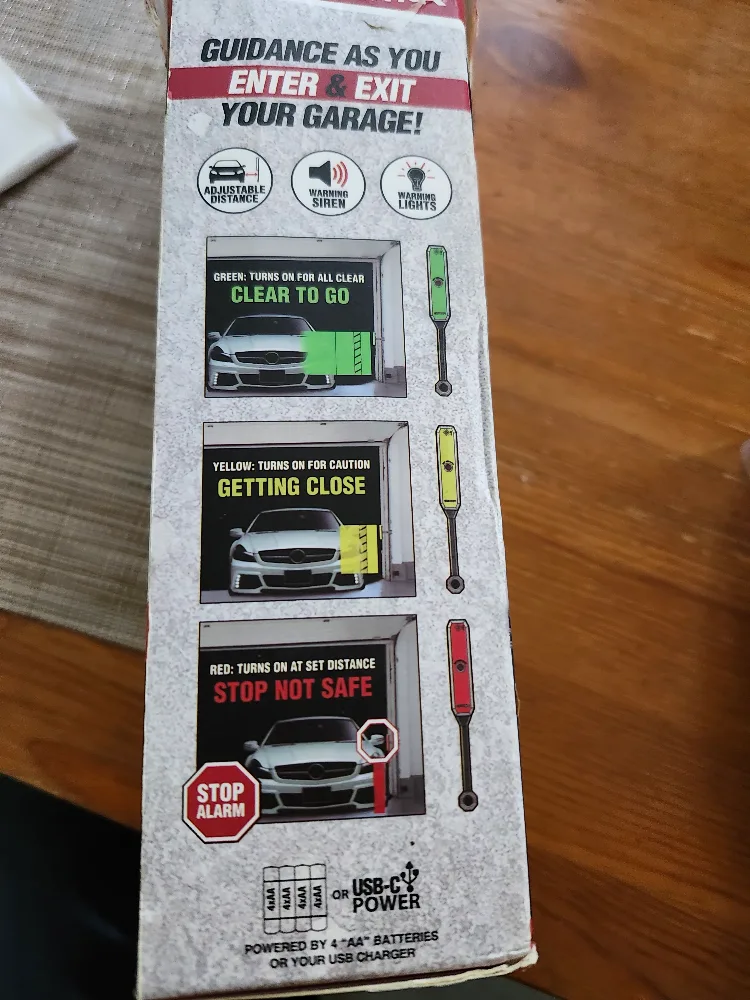 GUIDANCE AS YOU
ENTER & EXIT
YOUR GARAGE!
ADJUSTABLE
DISTANCE
WARNING
SIREN
WARNING
LIGHTS
GREEN: TURNS ON FOR ALL CLEAR
CLEAR TO GO
YELLOW: TURNS ON FOR CAUTION
GETTING CLOSE
RED: TURNS ON AT SET DISTANCE
STOP NOT SAFE
STOP
ALARM
4xAA
4xAA
4xAA
4xAA
OR USB-C
POWER
POWERED BY 4 "AA" BATTERIES
OR YOUR USB CHARGER